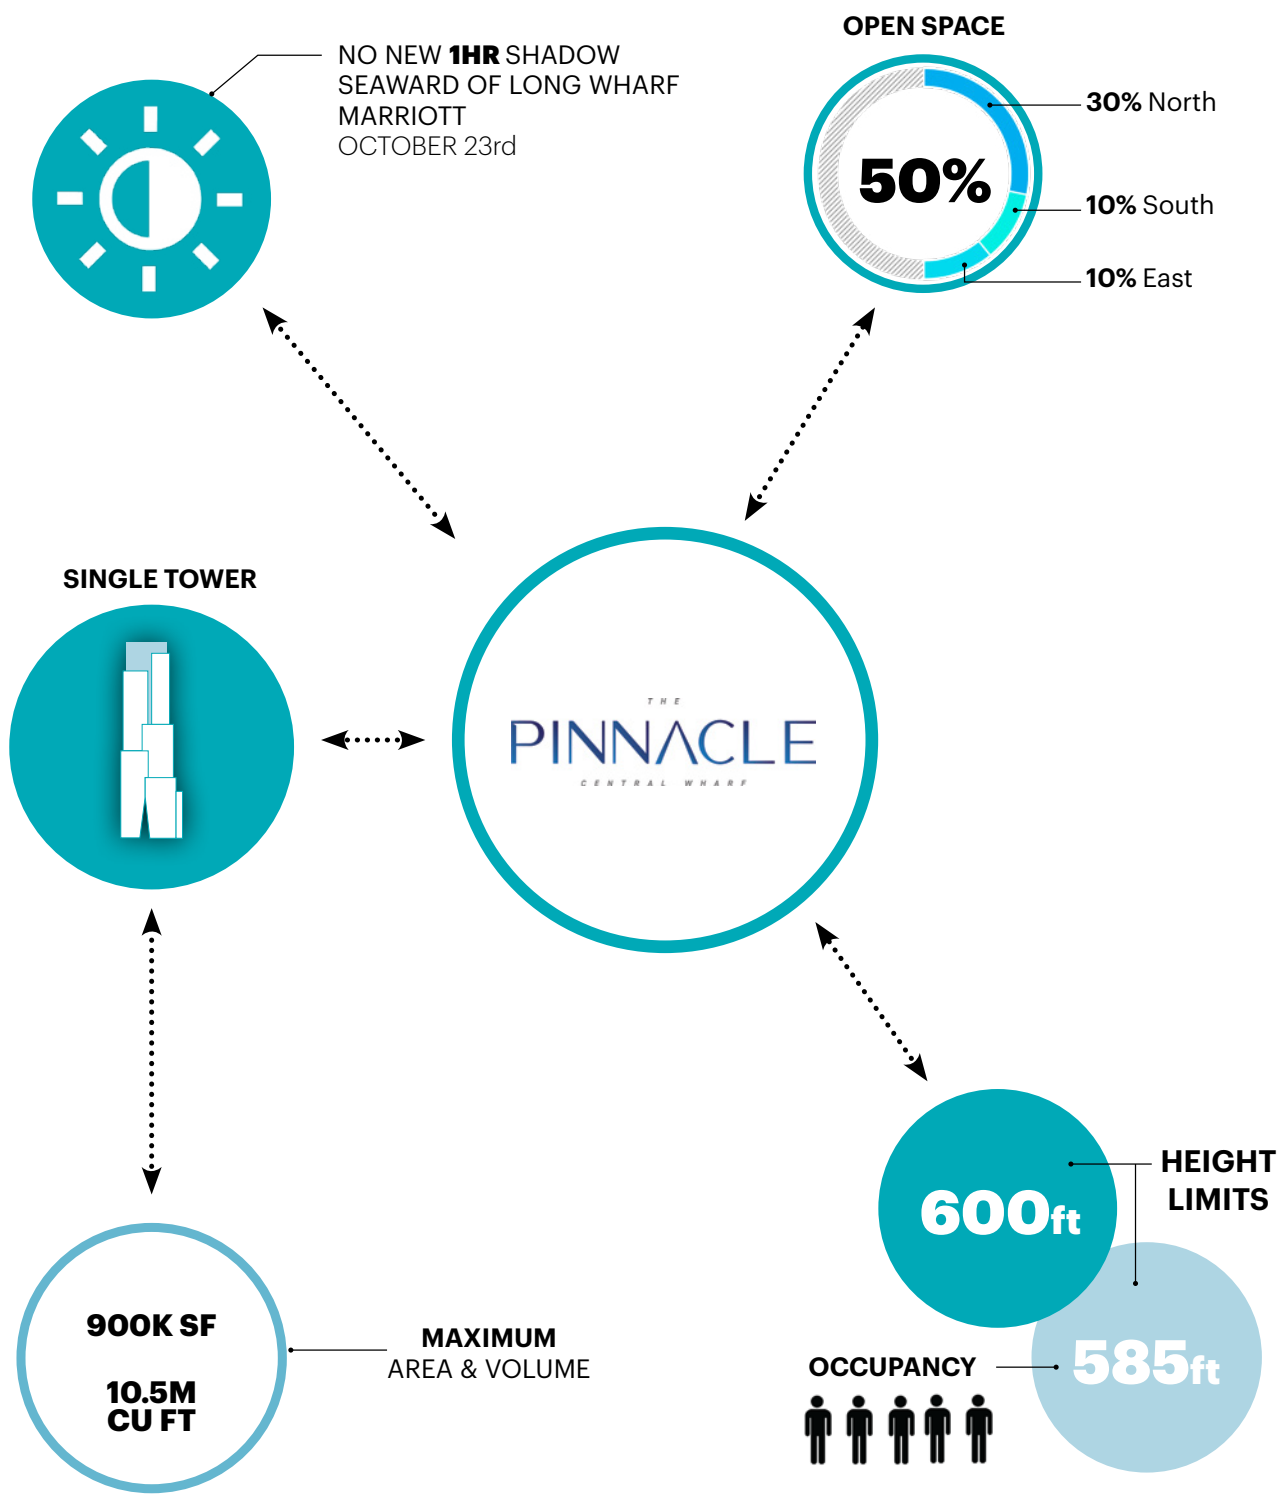 NO NEW 1HR SHADOW
SEAWARD OF LONG WHARF
MARRIOTT
OCTOBER 23rd
OPEN SPACE
50%
30% North
10% South
10% East
SINGLE TOWER
THE
PINNACLE
CENTRAL WHARF
900K SF
10.5M
CU FT
MAXIMUM
AREA & VOLUME
600ft
HEIGHT
LIMITS
585ft
OCCUPANCY